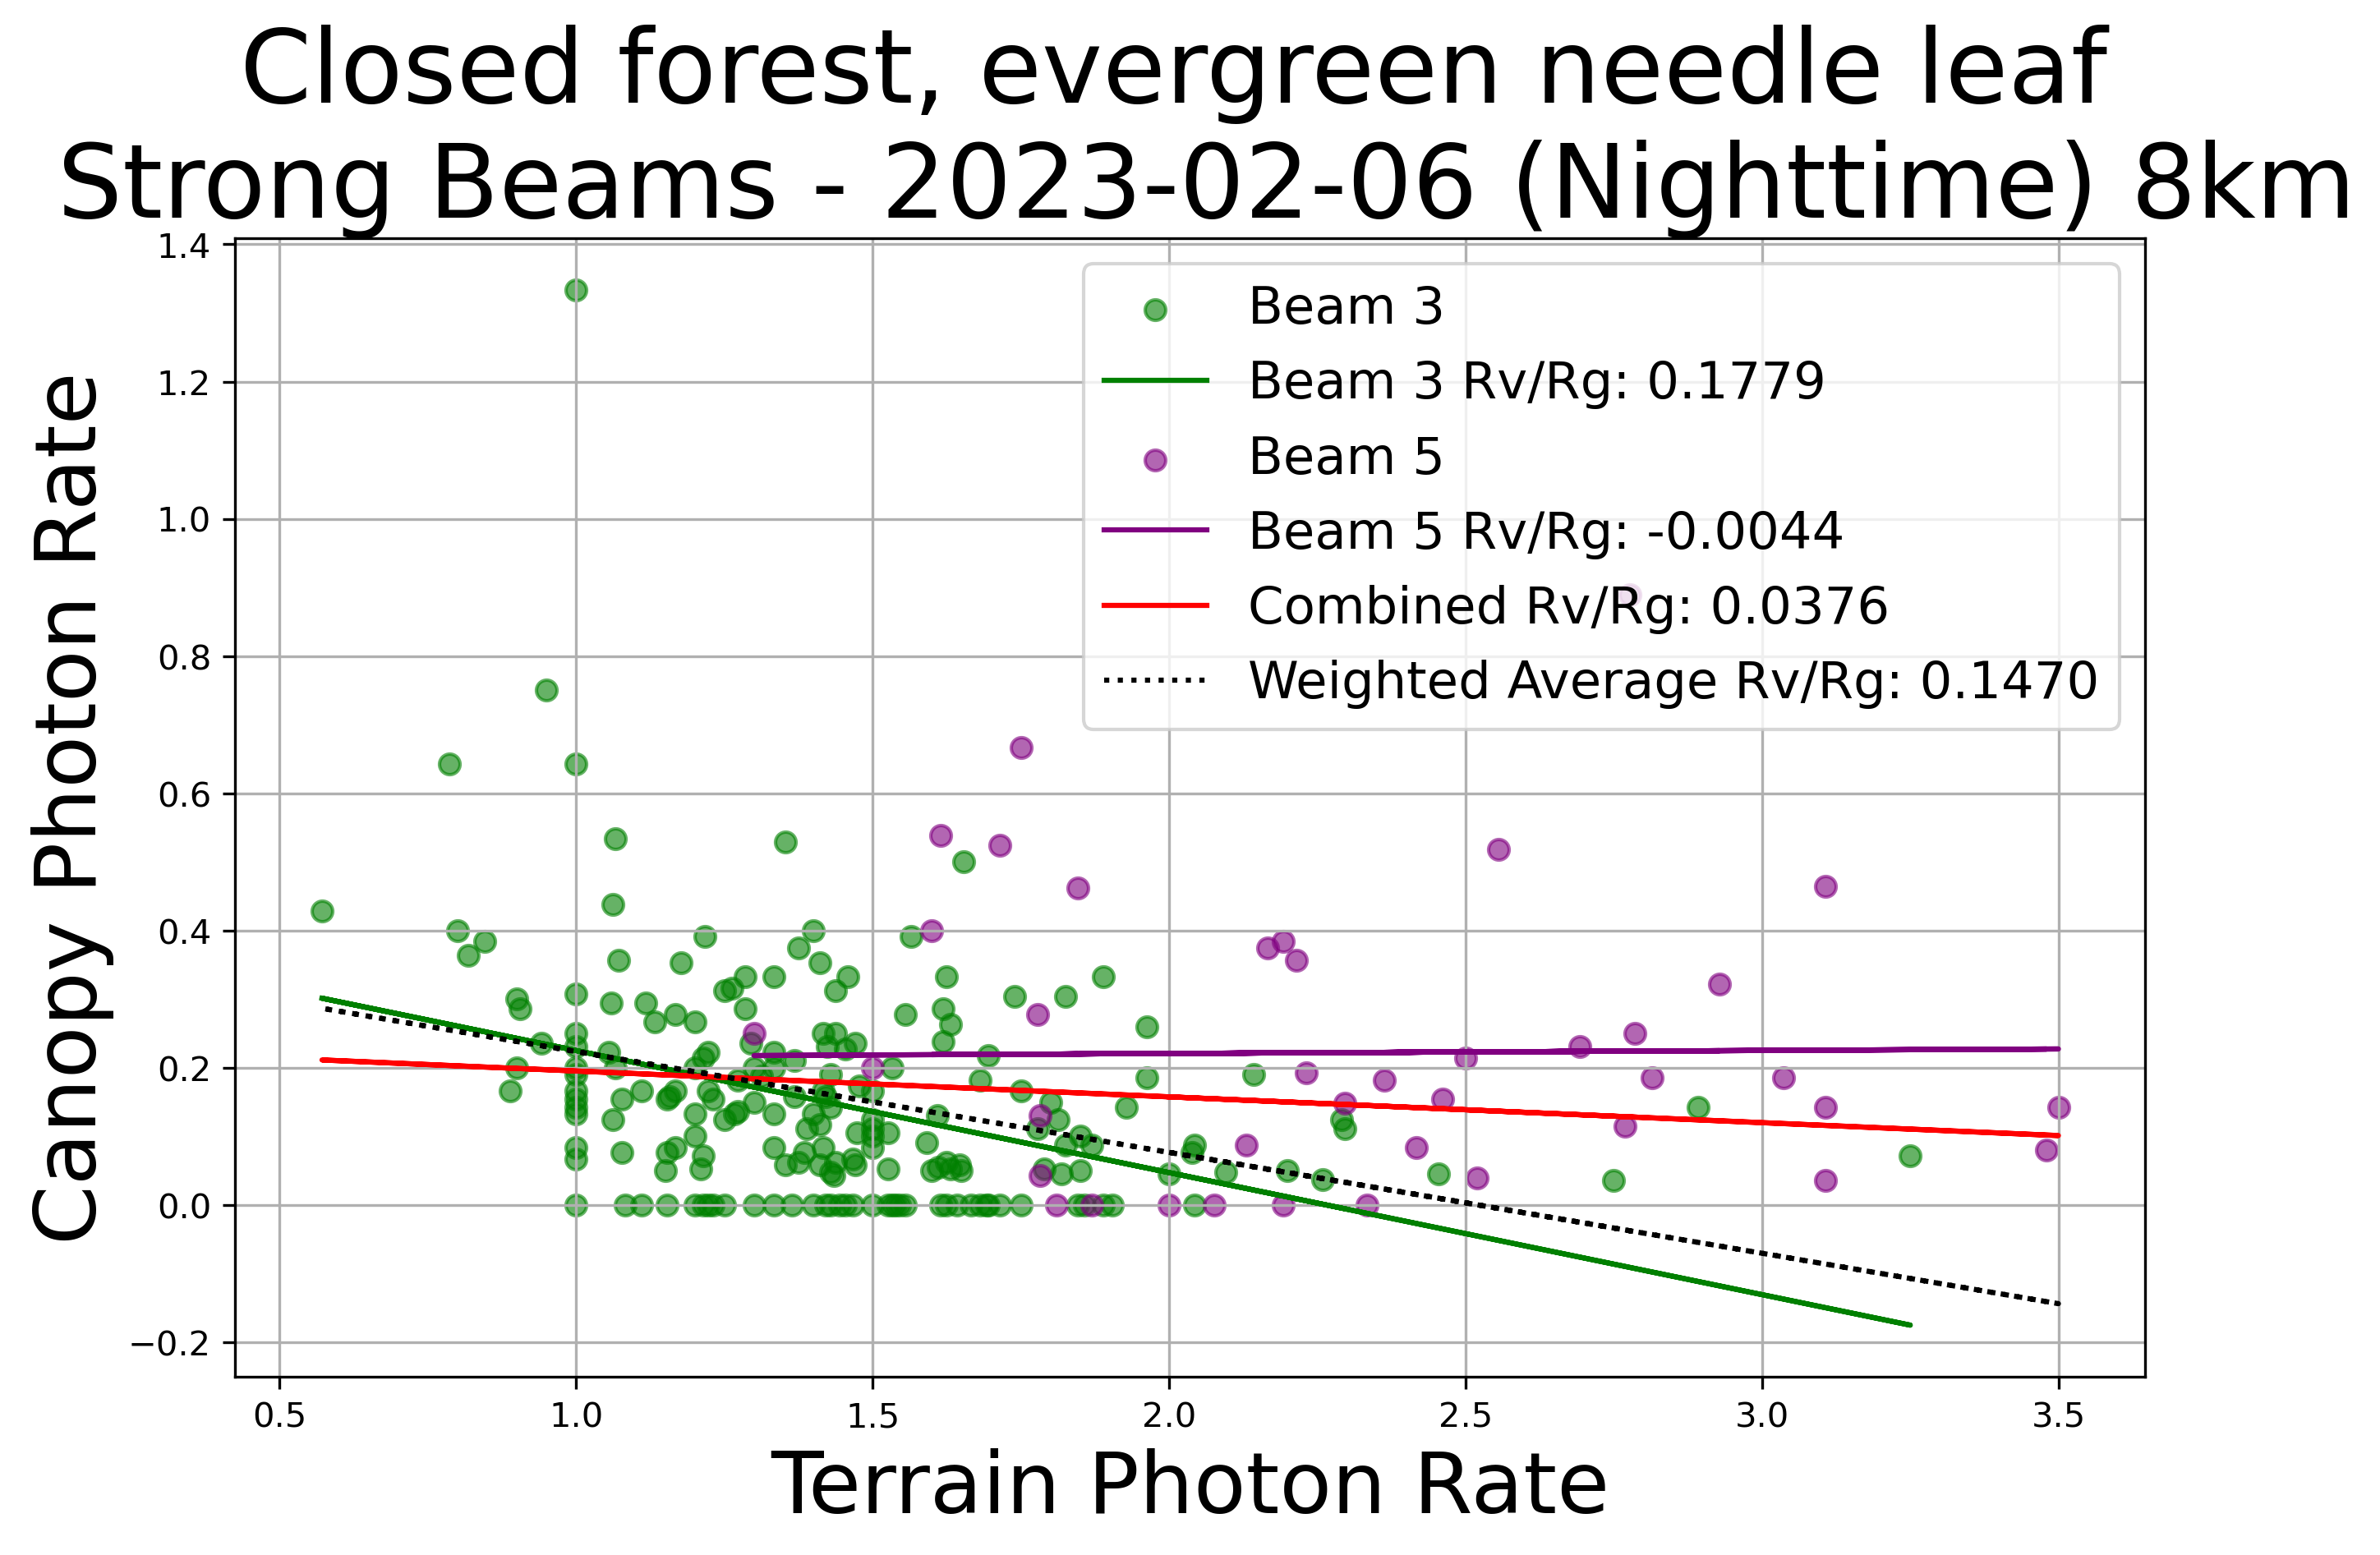 Closed forest, evergreen needle leaf
Strong Beams - 2023-02-06 (Nighttime) 8km
Canopy Photon Rate
1.4
1.2
1.0
0.8
0.6
0.4
0.2
0.0
−0.2
Beam 3
Beam 3 Rv/Rg: 0.1779
Beam 5
Beam 5 Rv/Rg: -0.0044
Combined Rv/Rg: 0.0376
Weighted Average Rv/Rg: 0.1470
0.5 1.0 1.5 2.0 2.5 3.0 3.5
Terrain Photon Rate